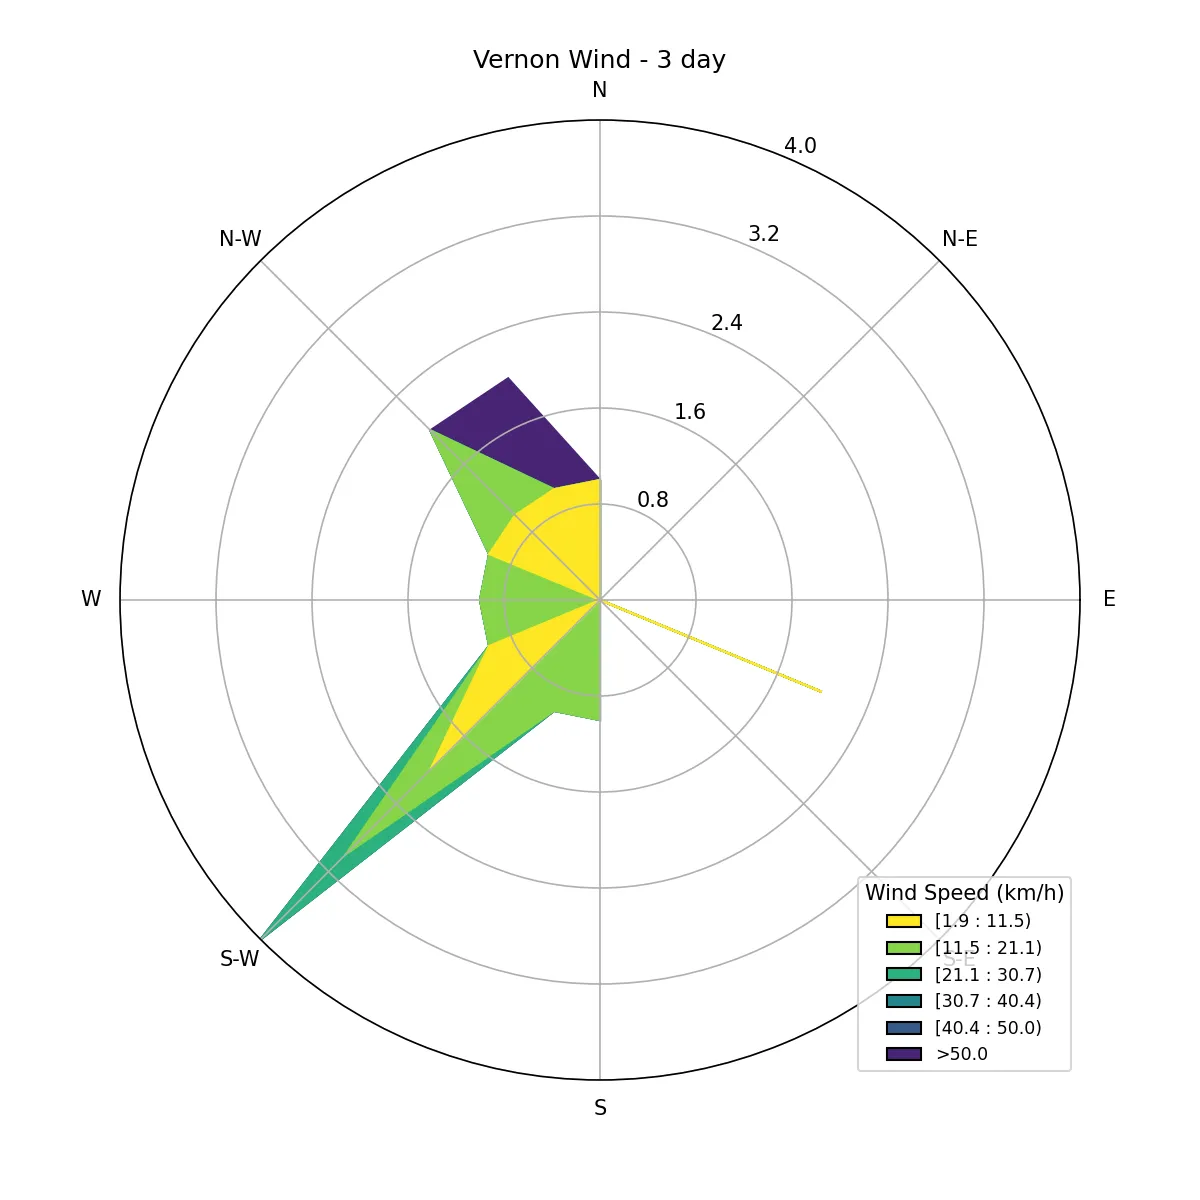 Vernon Wind - 3 day
N
4.0
N-W
N-E
3.2
2.4
1.6
0.8
W
E
S-W
S-E
Wind Speed (km/h)
[1.9 : 11.5)
[11.5 : 21.1)
[21.1 : 30.7)
[30.7 : 40.4)
[40.4 : 50.0)
>50.0
S